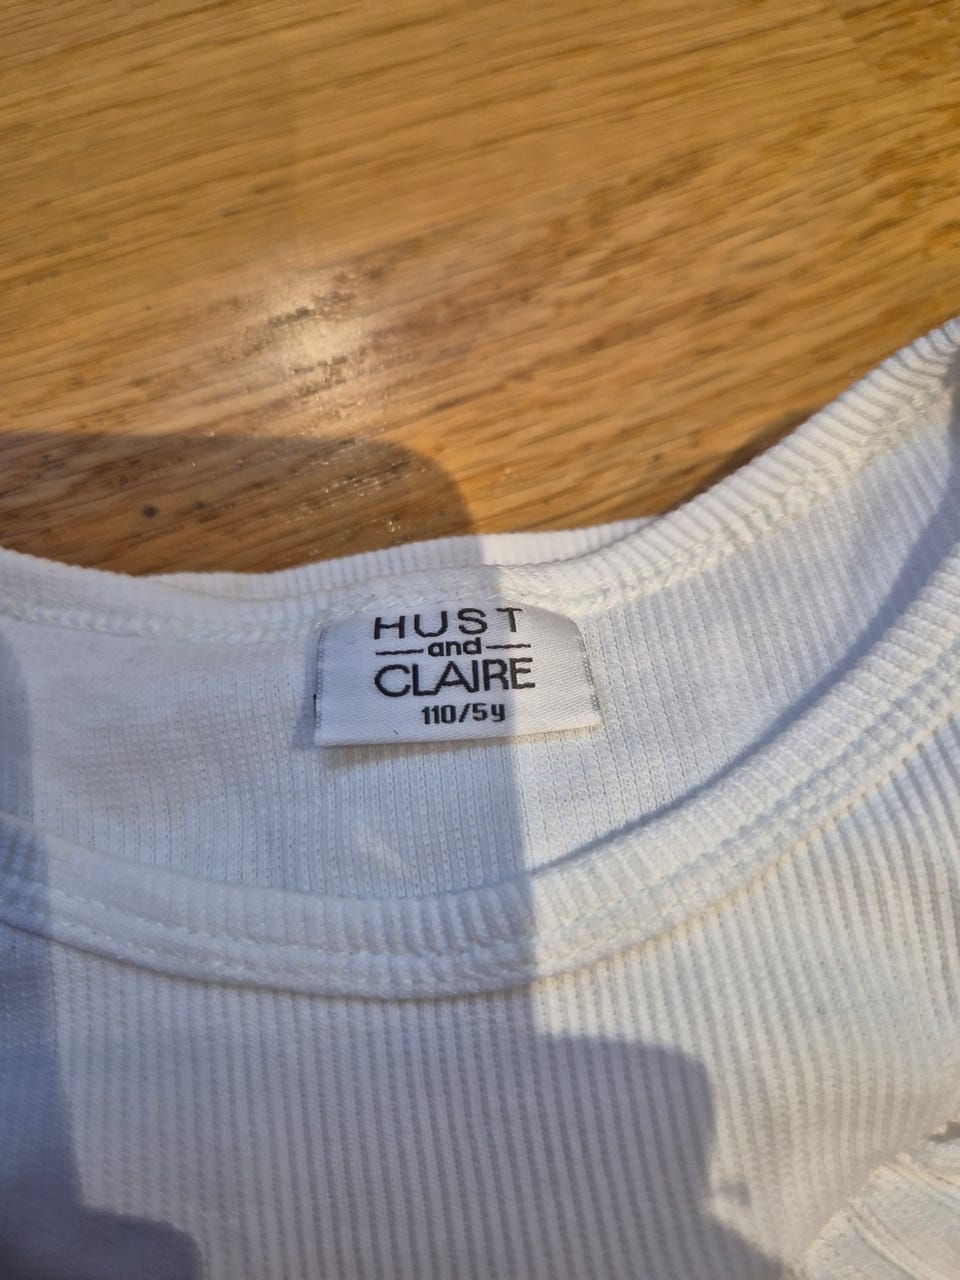 HUST
and
CLAIRE
110/5y